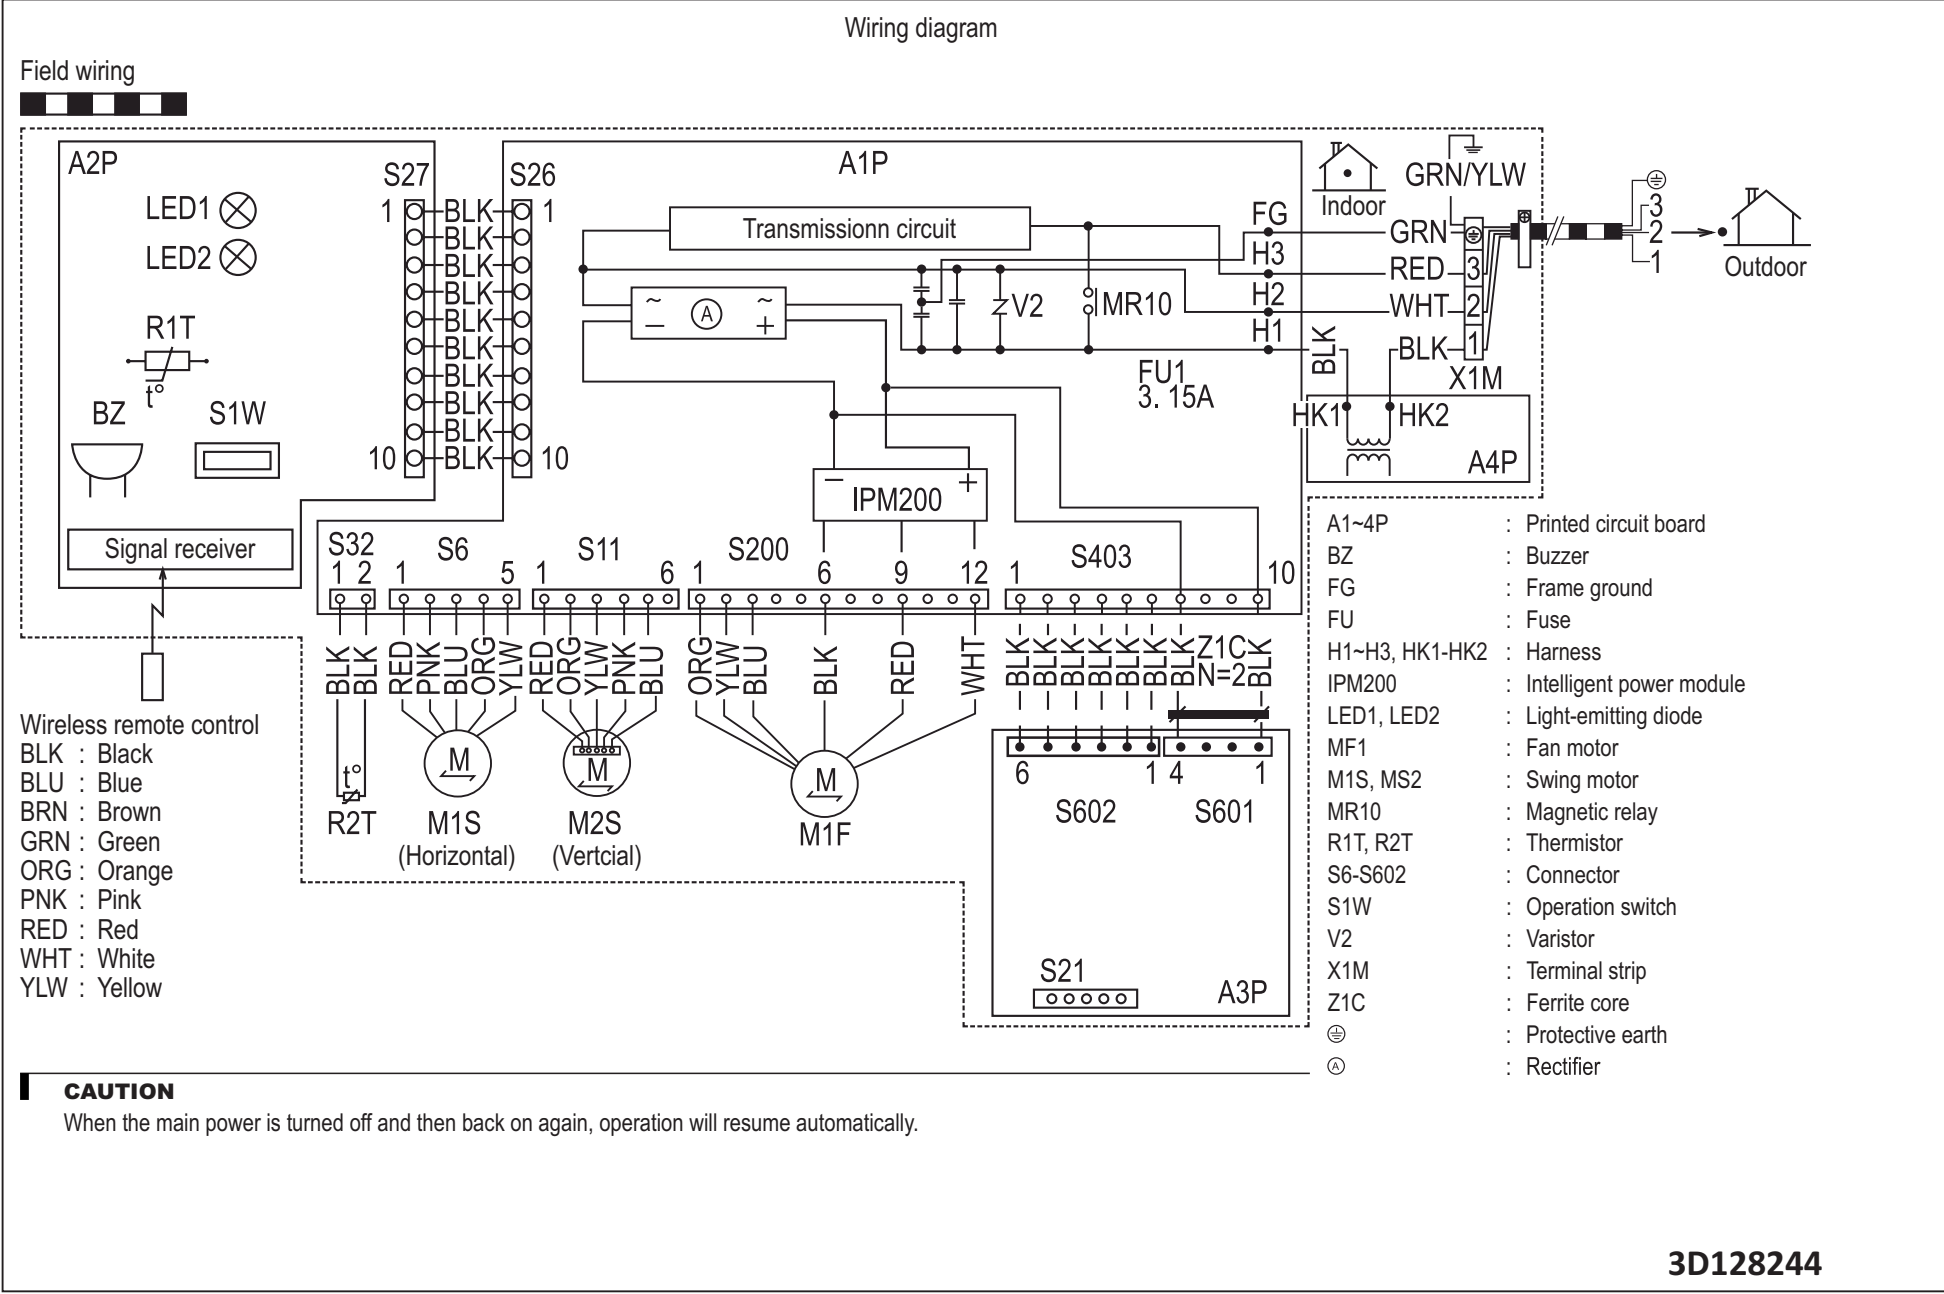 Wiring diagram
Field wiring
A2P
LED1
LED2
R1T
t°
BZ
S1W
Signal receiver
Wireless remote control
S27
1
10
BLK
BLK
BLK
BLK
BLK
BLK
BLK
BLK
BLK
BLK
S26
1
10
A1P
Transmissionn circuit
~ A ~
− +
V2
MR10
FU1
3. 15A
FG
H3
H2
H1
− +
IPM200
Indoor
GRN/YLW
GRN
RED 3
WHT 2
BLK BLK 1
X1M
HK1 HK2
A4P
3
2
1
Outdoor
S32
1 2
S6
1 5
S11
1 6
S200
1 6 9 12
S403
1 10
BLK BLK
RED PNK BLU ORG YLW
RED ORG YLW PNK BLU
ORG YLW BLU BLK RED WHT
BLK BLK BLK BLK BLK BLK BLK BLK
Z1C
N=2
t°
R2T
M
M1S
(Horizontal)
M
M2S
(Vertcial)
M
M1F
6 1 4 1
S602 S601
S21
A3P
BLK : Black
BLU : Blue
BRN : Brown
GRN : Green
ORG : Orange
PNK : Pink
RED : Red
WHT : White
YLW : Yellow
A1~4P : Printed circuit board
BZ : Buzzer
FG : Frame ground
FU : Fuse
H1~H3, HK1-HK2 : Harness
IPM200 : Intelligent power module
LED1, LED2 : Light-emitting diode
MF1 : Fan motor
M1S, MS2 : Swing motor
MR10 : Magnetic relay
R1T, R2T : Thermistor
S6-S602 : Connector
S1W : Operation switch
V2 : Varistor
X1M : Terminal strip
Z1C : Ferrite core
: Protective earth
A : Rectifier
CAUTION
When the main power is turned off and then back on again, operation will resume automatically.
3D128244